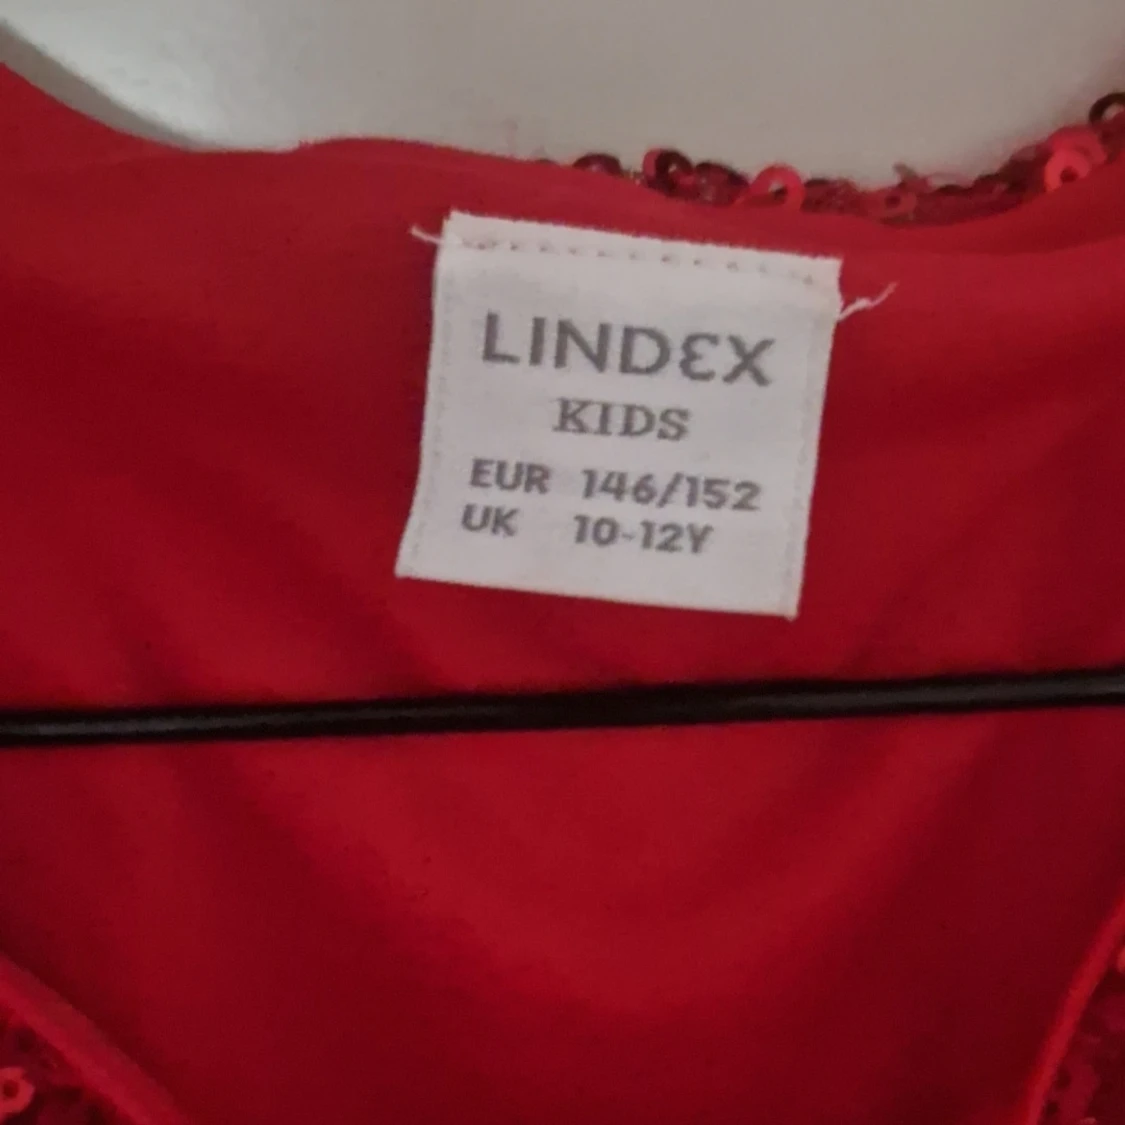 LINDEX
KIDS
EUR 146/152
UK 10-12Y